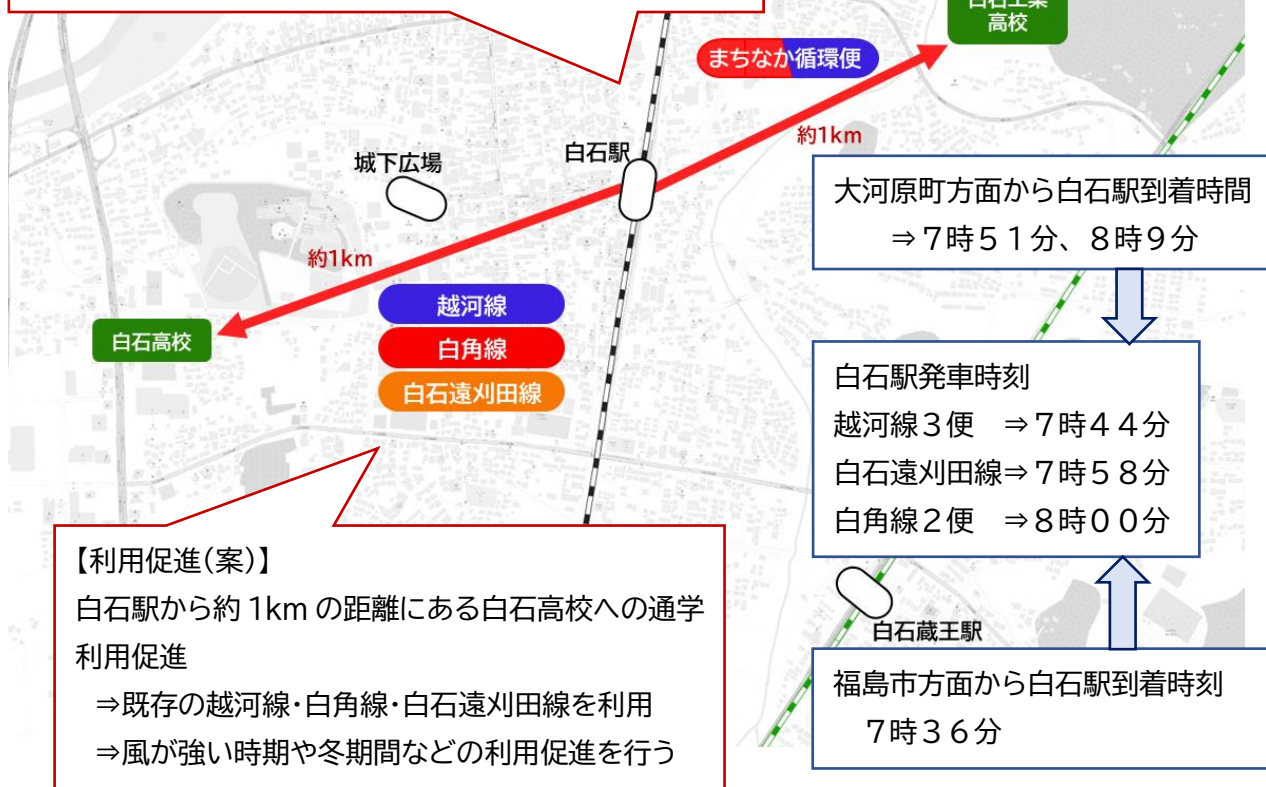 白石工業
高校
まちなか循環便
約1km
白石駅
城下広場
約1km
白石高校
越河線
白角線
白石遠刈田線
大河原町方面から白石駅到着時間
⇒7時51分、8時9分
白石駅発車時刻
越河線3便 ⇒7時44分
白石遠刈田線⇒7時58分
白角線2便 ⇒8時00分
白石蔵王駅
福島市方面から白石駅到着時刻
7時36分
【利用促進(案)】
白石駅から約1kmの距離にある白石高校への通学
利用促進
⇒既存の越河線・白角線・白石遠刈田線を利用
⇒風が強い時期や冬期間などの利用促進を行う